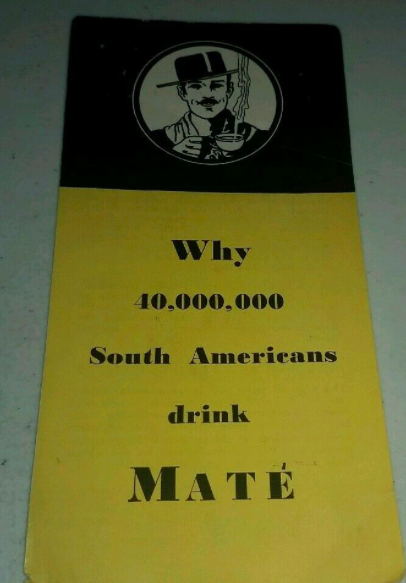 Why
40,000,000
South Americans
drink
MATÉ